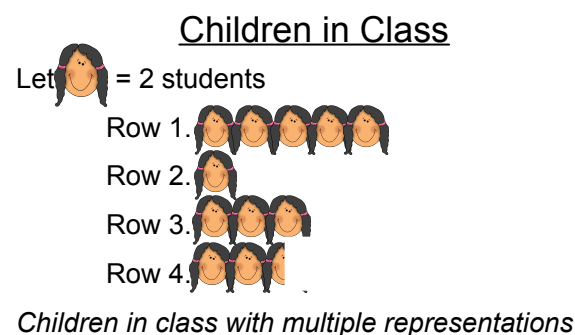 Children in Class
Let = 2 students
Row 1.
Row 2.
Row 3.
Row 4.
Children in class with multiple representations